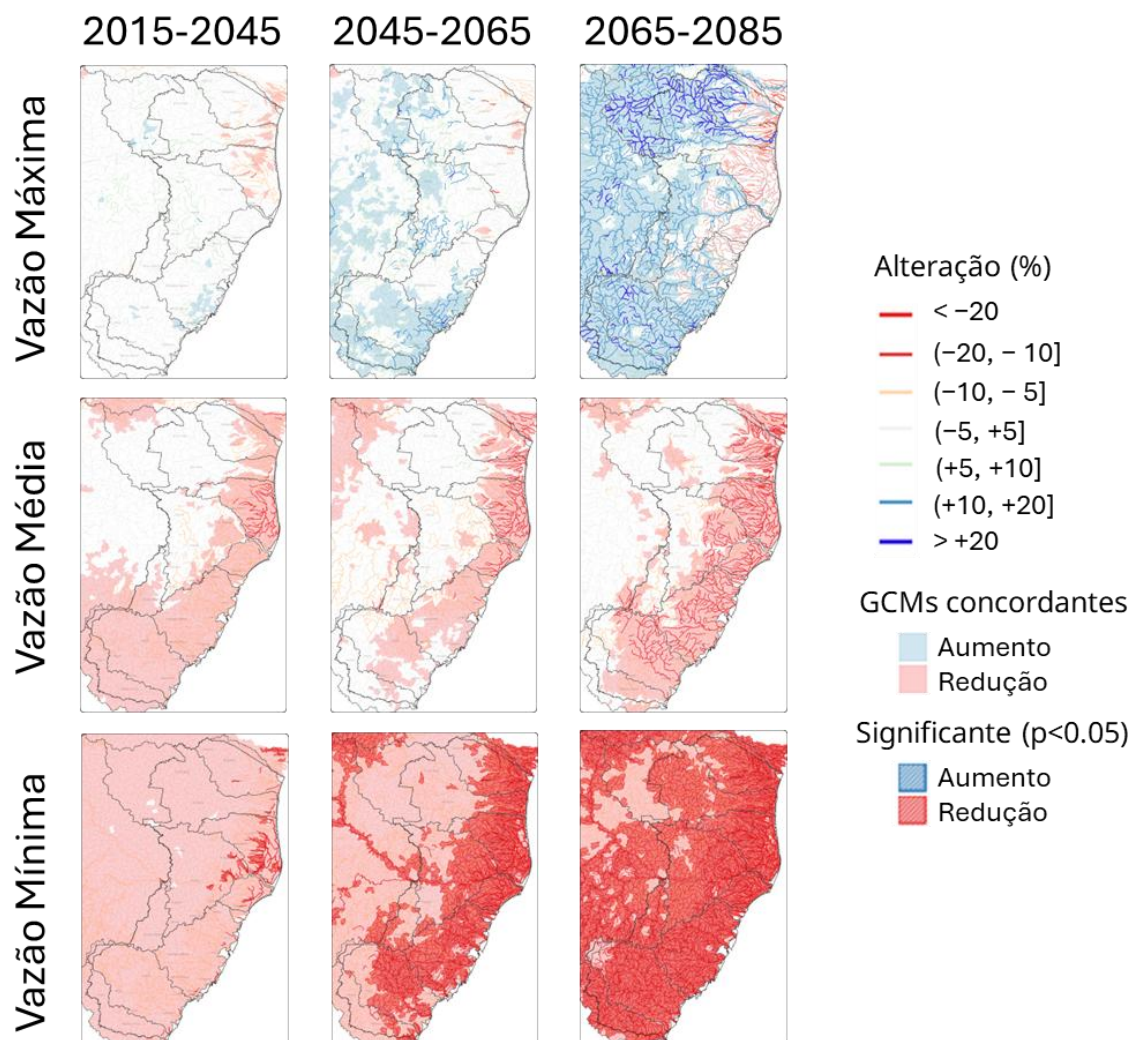 2015-2045
2045-2065
2065-2085
Vazão Máxima
Vazão Média
Vazão Mínima
Alteração (%)
< −20
(−20, − 10]
(−10, − 5]
(−5, +5]
(+5, +10]
(+10, +20]
> +20
GCMs concordantes
Aumento
Redução
Significante (p<0.05)
Aumento
Redução